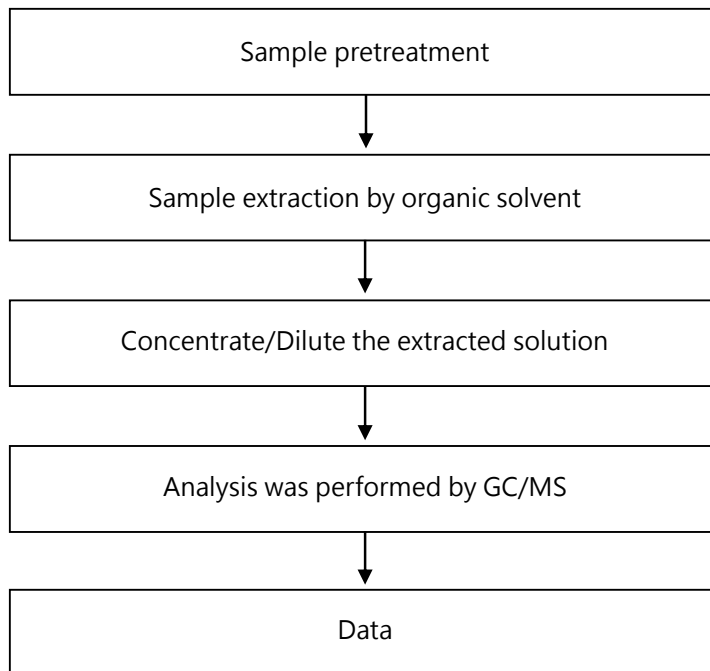 Sample pretreatment
Sample extraction by organic solvent
Concentrate/Dilute the extracted solution
Analysis was performed by GC/MS
Data